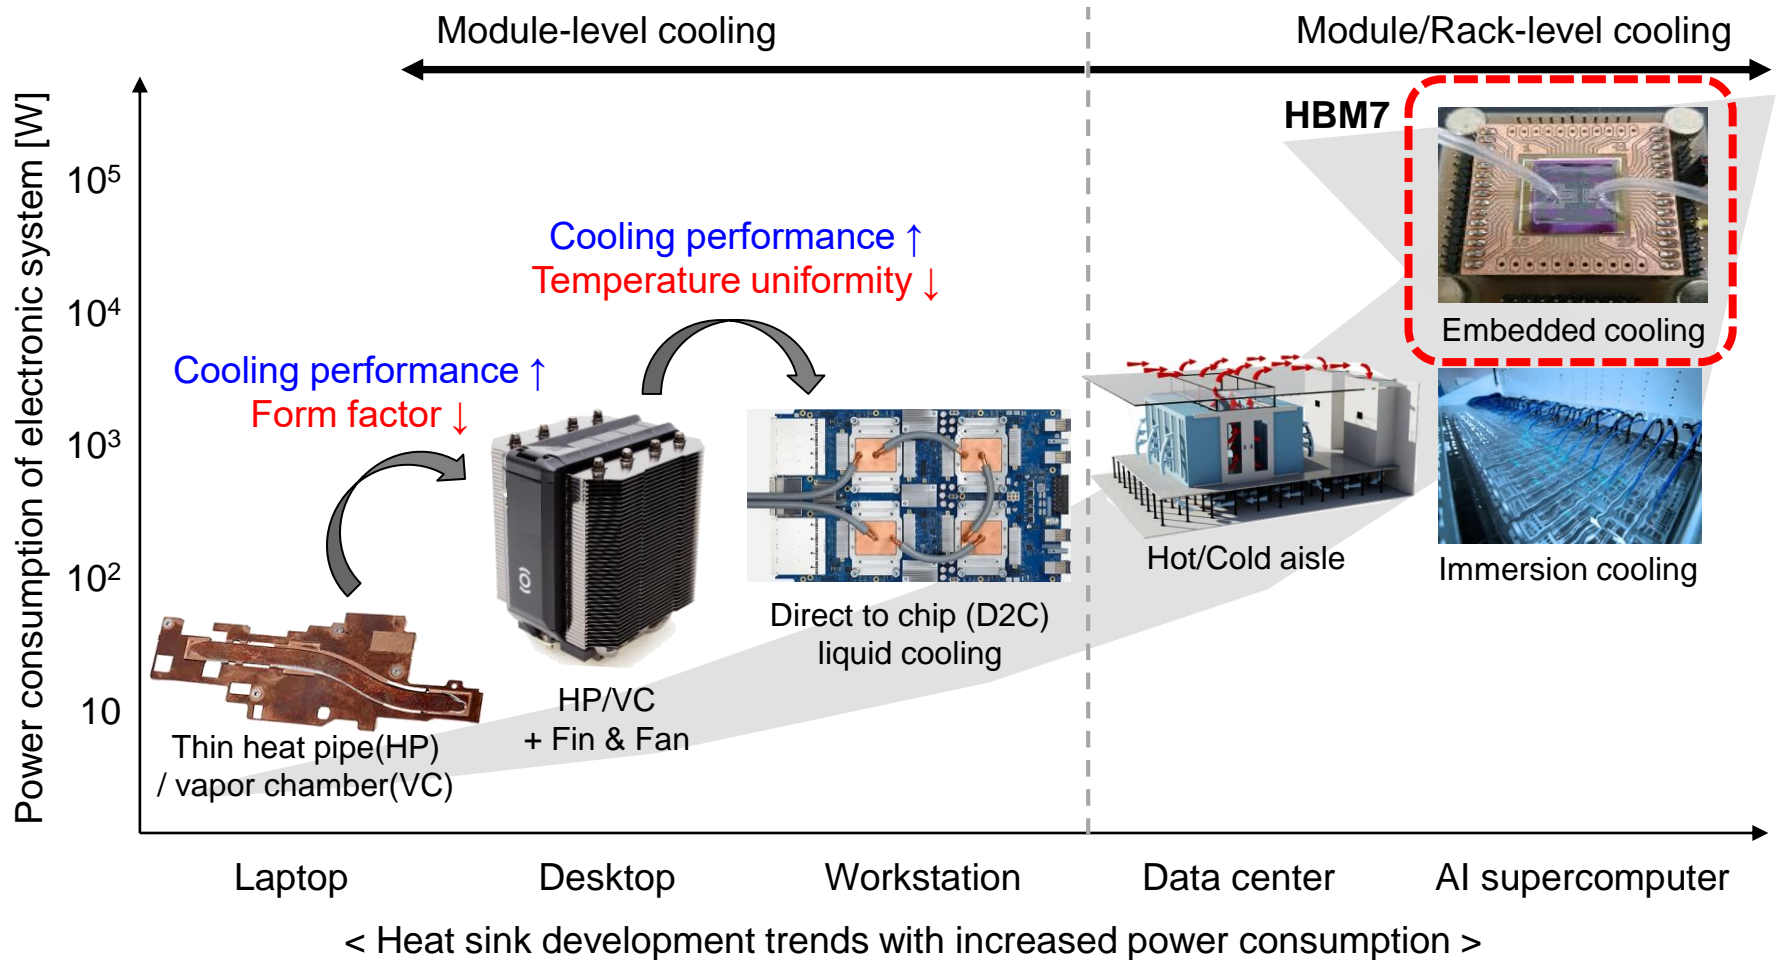 Module-level cooling
Module/Rack-level cooling
Power consumption of electronic system [W]
10⁵
10⁴
10³
10²
10
HBM7
Cooling performance ↑
Temperature uniformity ↓
Cooling performance ↑
Form factor ↓
Embedded cooling
Hot/Cold aisle
Immersion cooling
Direct to chip (D2C)
liquid cooling
HP/VC
+ Fin & Fan
Thin heat pipe(HP)
/ vapor chamber(VC)
Laptop
Desktop
Workstation
Data center
AI supercomputer
< Heat sink development trends with increased power consumption >